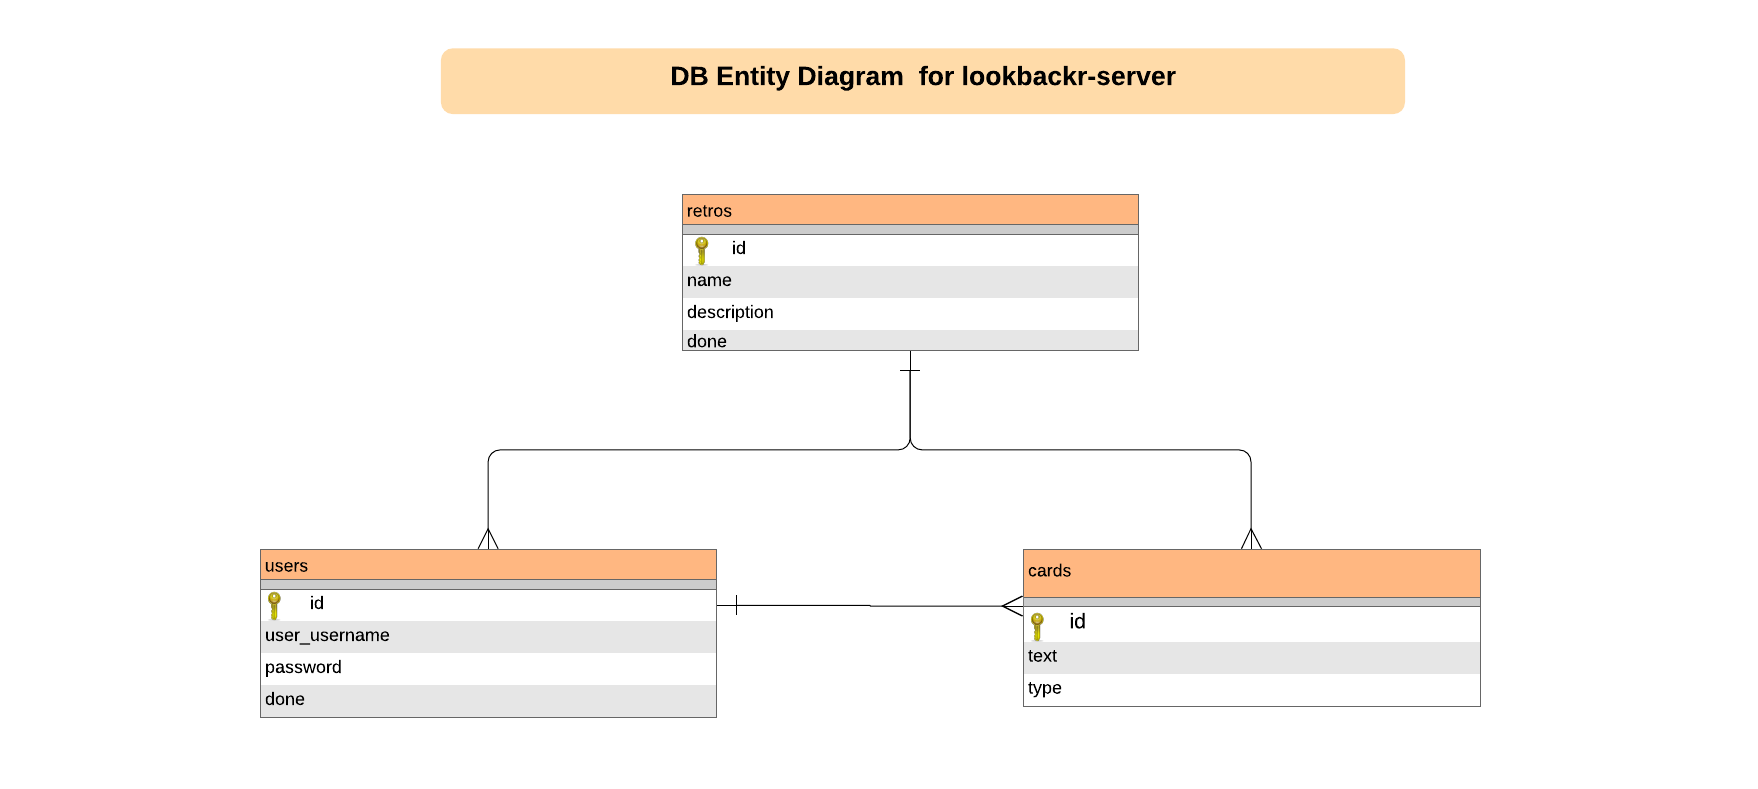 DB Entity Diagram  for lookbackr-server
retros
id
name
description
done
users
id
user_username
password
done
cards
id
text
type